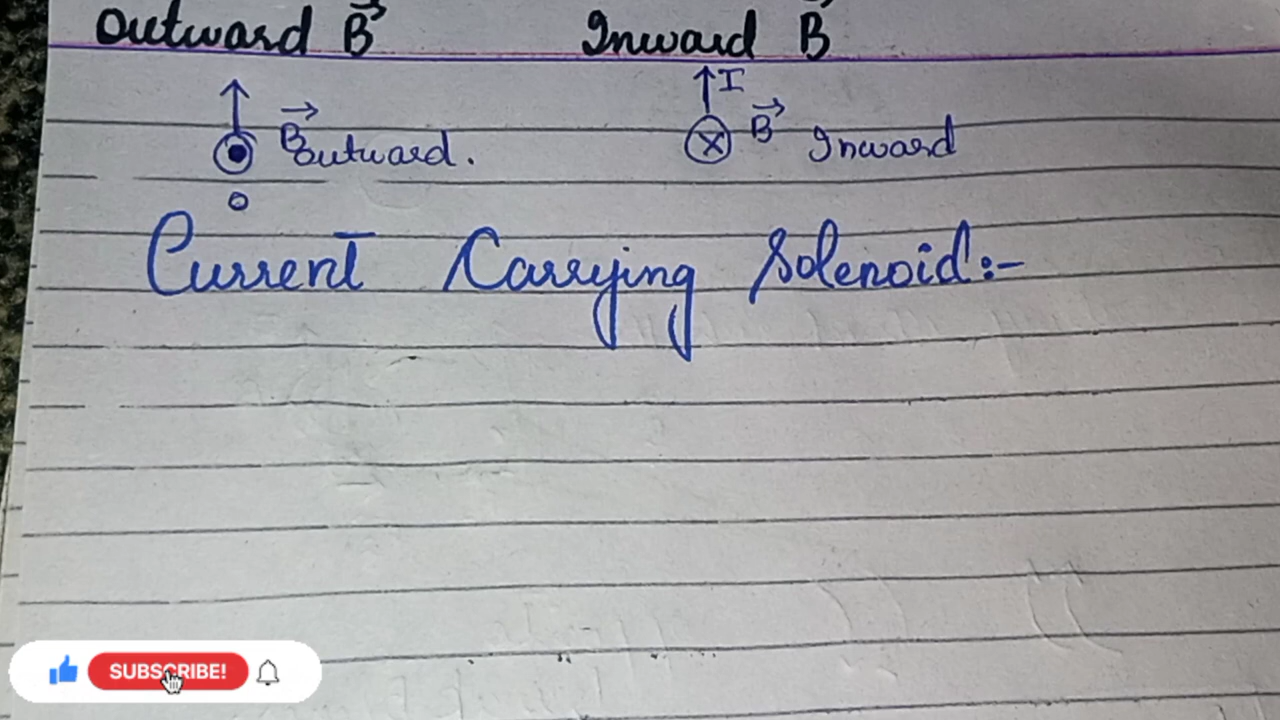 Outward B⃗ Inward B⃗
I
B⃗ outward. B⃗ Inward
Current Carrying Solenoid:-
SUBSCRIBE!